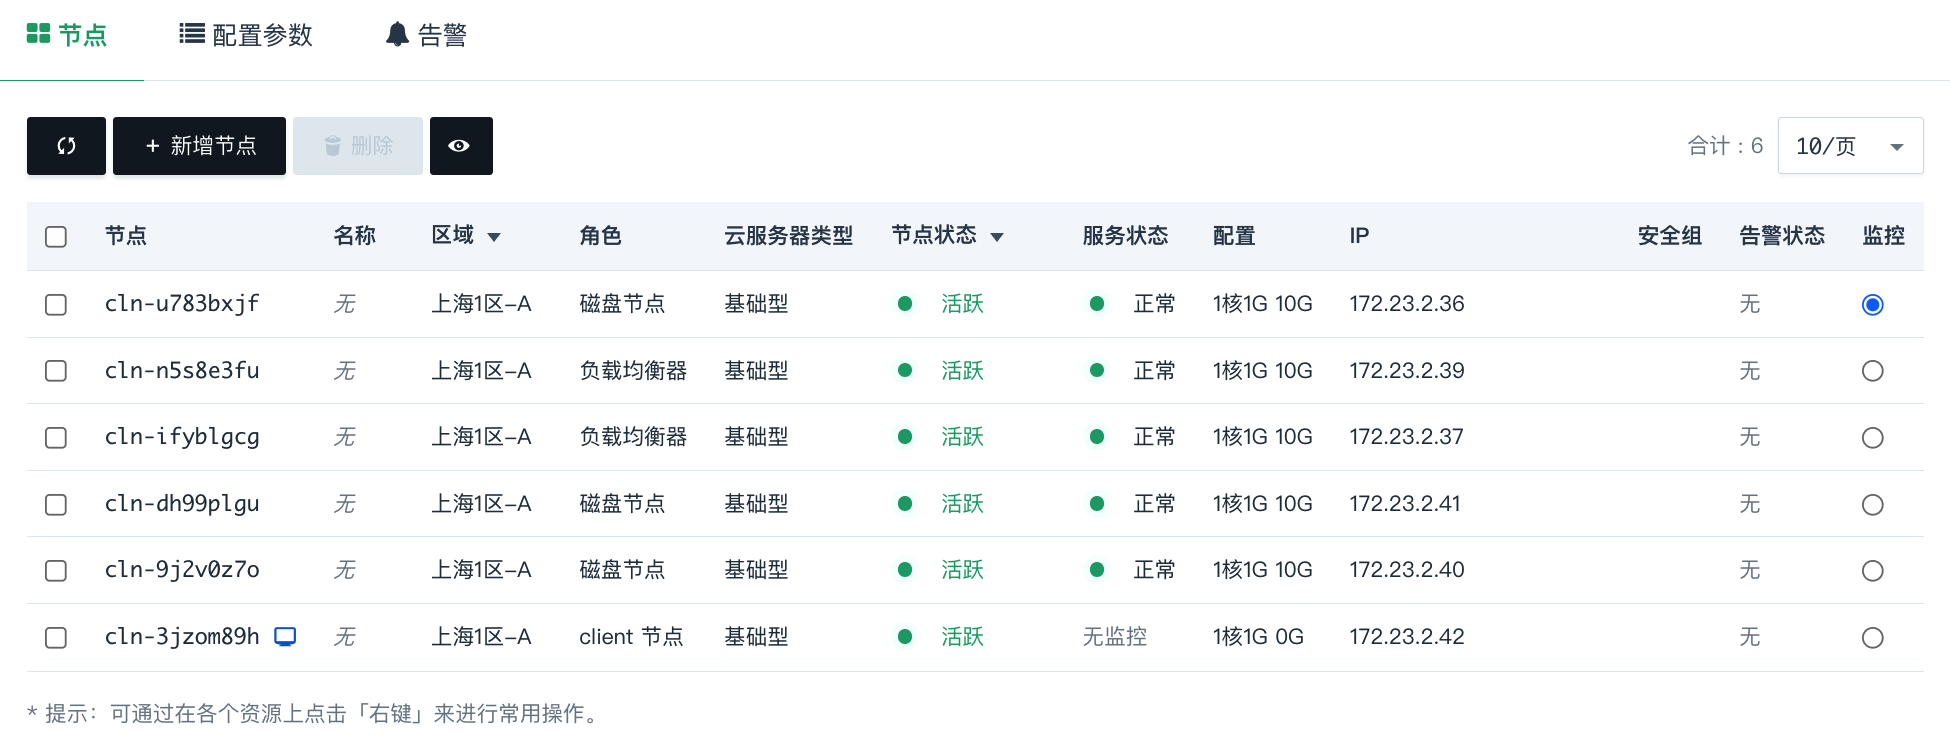 节点 配置参数 告警
+ 新增节点 删除 合计：6 10/页
节点 名称 区域 角色 云服务器类型 节点状态 服务状态 配置 IP 安全组 告警状态 监控
cln-u783bxjf 无 上海1区-A 磁盘节点 基础型 活跃 正常 1核1G 10G 172.23.2.36 无
cln-n5s8e3fu 无 上海1区-A 负载均衡器 基础型 活跃 正常 1核1G 10G 172.23.2.39 无
cln-ifyblgcg 无 上海1区-A 负载均衡器 基础型 活跃 正常 1核1G 10G 172.23.2.37 无
cln-dh99plgu 无 上海1区-A 磁盘节点 基础型 活跃 正常 1核1G 10G 172.23.2.41 无
cln-9j2v0z7o 无 上海1区-A 磁盘节点 基础型 活跃 正常 1核1G 10G 172.23.2.40 无
cln-3jzom89h 无 上海1区-A client 节点 基础型 活跃 无监控 1核1G 0G 172.23.2.42 无
* 提示：可通过在各个资源上点击「右键」来进行常用操作。